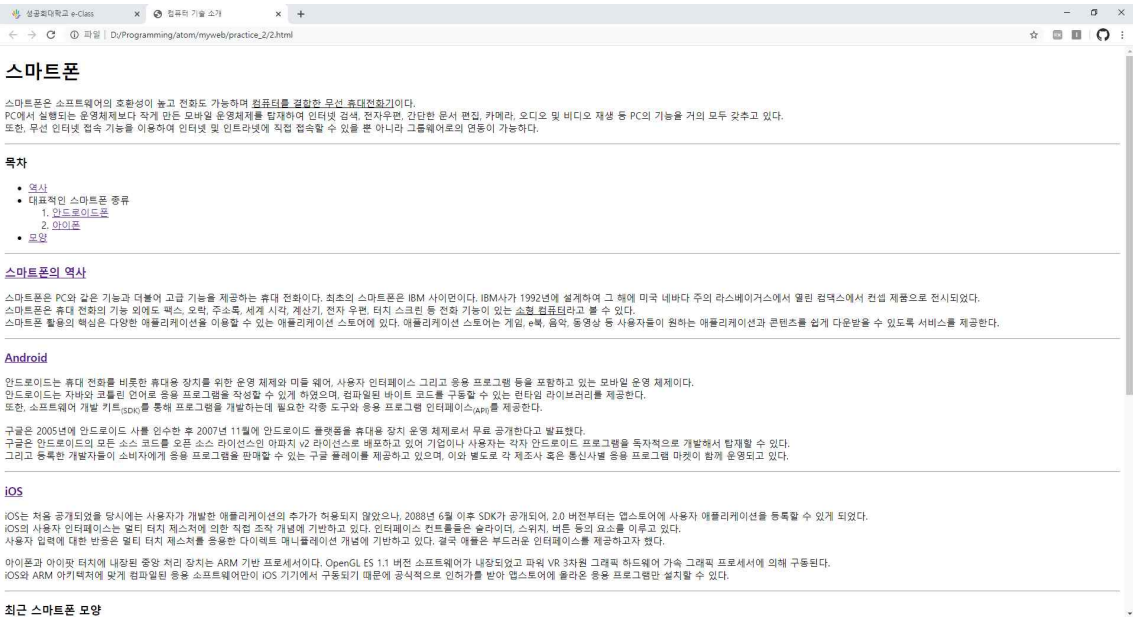 성공회대학교 e-Class
컴퓨터 기술 소개
파일 | D:/Programming/atom/myweb/practice_2/2.html
스마트폰
스마트폰은 소프트웨어의 호환성이 높고 전화도 가능하며 컴퓨터를 결합한 무선 휴대전화기이다.
PC에서 실행되는 운영체제보다 작게 만든 모바일 운영체제를 탑재하여 인터넷 검색, 전자우편, 간단한 문서 편집, 카메라, 오디오 및 비디오 재생 등 PC의 기능을 거의 모두 갖추고 있다.
또한, 무선 인터넷 접속 기능을 이용하여 인터넷 및 인트라넷에 직접 접속할 수 있을 뿐 아니라 그룹웨어로의 연동이 가능하다.
목차
• 역사
• 대표적인 스마트폰 종류
1. 안드로이드폰
2. 아이폰
• 모양
스마트폰의 역사
스마트폰은 PC와 같은 기능과 더불어 고급 기능을 제공하는 휴대 전화이다. 최초의 스마트폰은 IBM 사이먼이다. IBM사가 1992년에 설계하여 그 해에 미국 네바다 주의 라스베이거스에서 열린 컴댁스에서 컨셉 제품으로 전시되었다.
스마트폰은 휴대 전화의 기능 외에도 팩스, 오락, 주소록, 세계 시각, 계산기, 전자 우편, 터치 스크린 등 전화 기능이 있는 소형 컴퓨터라고 볼 수 있다.
스마트폰 활용의 핵심은 다양한 애플리케이션을 이용할 수 있는 애플리케이션 스토어에 있다. 애플리케이션 스토어는 게임, e북, 음악, 동영상 등 사용자들이 원하는 애플리케이션과 콘텐츠를 쉽게 다운받을 수 있도록 서비스를 제공한다.
Android
안드로이드는 휴대 전화를 비롯한 휴대용 장치를 위한 운영 체제와 미들 웨어, 사용자 인터페이스 그리고 응용 프로그램 등을 포함하고 있는 모바일 운영 체제이다.
안드로이드는 자바와 코틀린 언어로 응용 프로그램을 작성할 수 있게 하였으며, 컴파일된 바이트 코드를 구동할 수 있는 런타임 라이브러리를 제공한다.
또한, 소프트웨어 개발 키트(SDK)를 통해 프로그램을 개발하는데 필요한 각종 도구와 응용 프로그램 인터페이스(API)를 제공한다.
구글은 2005년에 안드로이드 사를 인수한 후 2007년 11월에 안드로이드 플랫폼을 휴대용 장치 운영 체제로서 무료 공개한다고 발표했다.
구글은 안드로이드의 모든 소스 코드를 오픈 소스 라이선스인 아파치 v2 라이선스로 배포하고 있어 기업이나 사용자는 각자 안드로이드 프로그램을 독자적으로 개발해서 탑재할 수 있다.
그리고 등록한 개발자들이 소비자에게 응용 프로그램을 판매할 수 있는 구글 플레이를 제공하고 있으며, 이와 별도로 각 제조사 혹은 통신사별 응용 프로그램 마켓이 함께 운영되고 있다.
iOS
iOS는 처음 공개되었을 당시에는 사용자가 개발한 애플리케이션의 추가가 허용되지 않았으나, 2088년 6월 이후 SDK가 공개되어, 2.0 버전부터는 앱스토어에 사용자 애플리케이션을 등록할 수 있게 되었다.
iOS의 사용자 인터페이스는 멀티 터치 제스처에 의한 직접 조작 개념에 기반하고 있다. 인터페이스 컨트롤들은 슬라이더, 스위치, 버튼 등의 요소를 이루고 있다.
사용자 입력에 대한 반응은 멀티 터치 제스처를 응용한 다이렉트 매니퓰레이션 개념에 기반하고 있다. 결국 애플은 부드러운 인터페이스를 제공하고자 했다.
아이폰과 아이팟 터치에 내장된 중앙 처리 장치는 ARM 기반 프로세서이다. OpenGL ES 1.1 버전 소프트웨어가 내장되었고 파워 VR 3차원 그래픽 하드웨어 가속 그래픽 프로세서에 의해 구동된다.
iOS와 ARM 아키텍처에 맞게 컴파일된 응용 소프트웨어만이 iOS 기기에서 구동되기 때문에 공식적으로 인허가를 받아 앱스토어에 올라온 응용 프로그램만 설치할 수 있다.
최근 스마트폰 모양